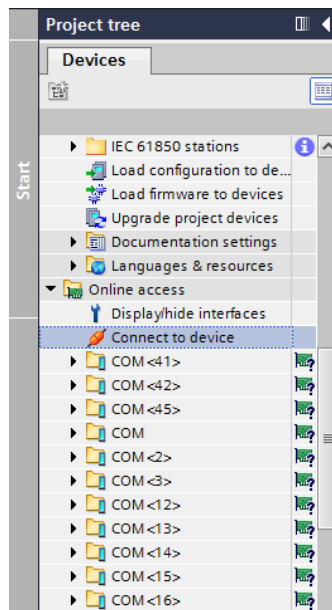 Project tree
Devices
Start
IEC 61850 stations
Load configuration to de...
Load firmware to devices
Upgrade project devices
Documentation settings
Languages & resources
Online access
Display/hide interfaces
Connect to device
COM <41>
COM <42>
COM <45>
COM
COM <2>
COM <3>
COM <12>
COM <13>
COM <14>
COM <15>
COM <16>